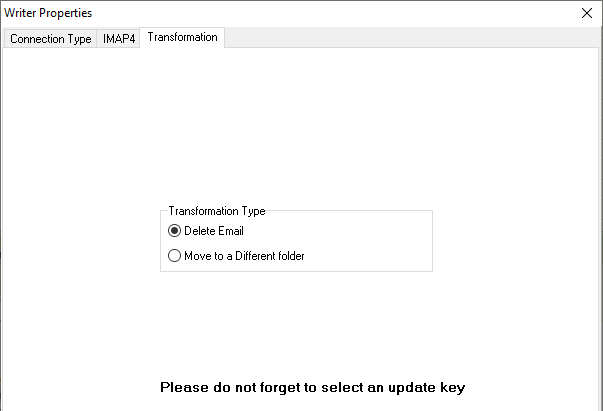 Writer Properties
Connection Type IMAP4 Transformation
Transformation Type
Delete Email
Move to a Different folder
Please do not forget to select an update key